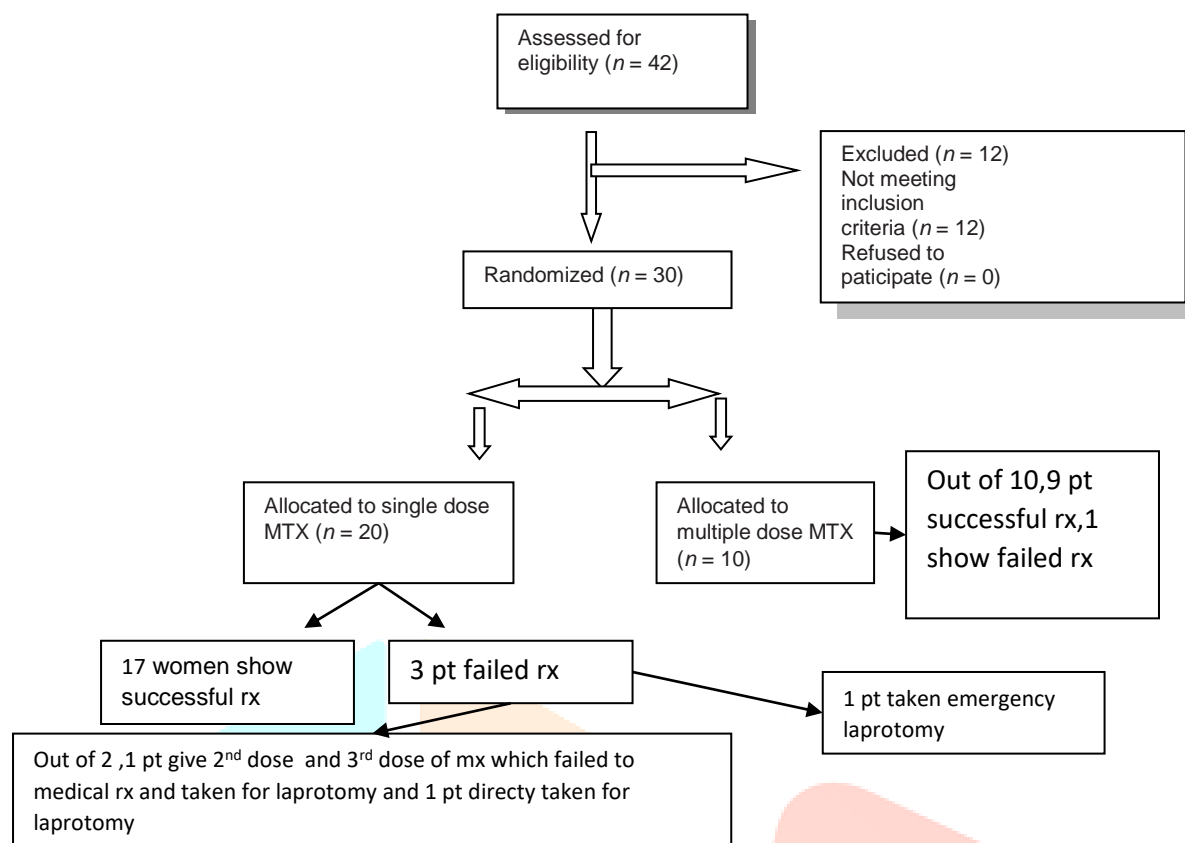 Assessed for
eligibility (n = 42)
Excluded (n = 12)
Not meeting
inclusion
criteria (n = 12)
Refused to
paticipate (n = 0)
Randomized (n = 30)
Allocated to single dose
MTX (n = 20)
Allocated to
multiple dose MTX
(n = 10)
Out of 10,9 pt
successful rx,1
show failed rx
17 women show
successful rx
3 pt failed rx
1 pt taken emergency
laprotomy
Out of 2 ,1 pt give 2nd dose and 3rd dose of mx which failed to
medical rx and taken for laprotomy and 1 pt directy taken for
laprotomy